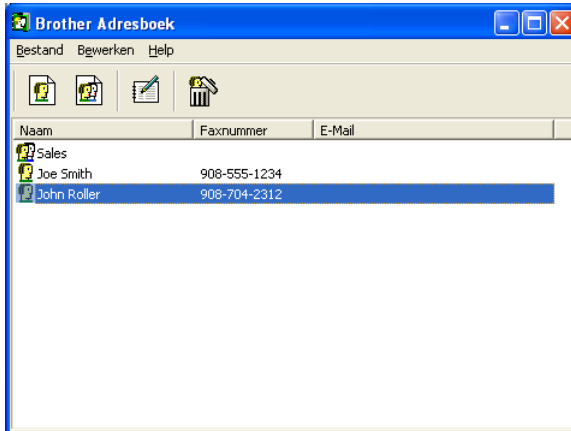 Brother Adresboek
Bestand Bewerken Help
Naam Faxnummer E-Mail
Sales
Joe Smith 908-555-1234
John Roller 908-704-2312